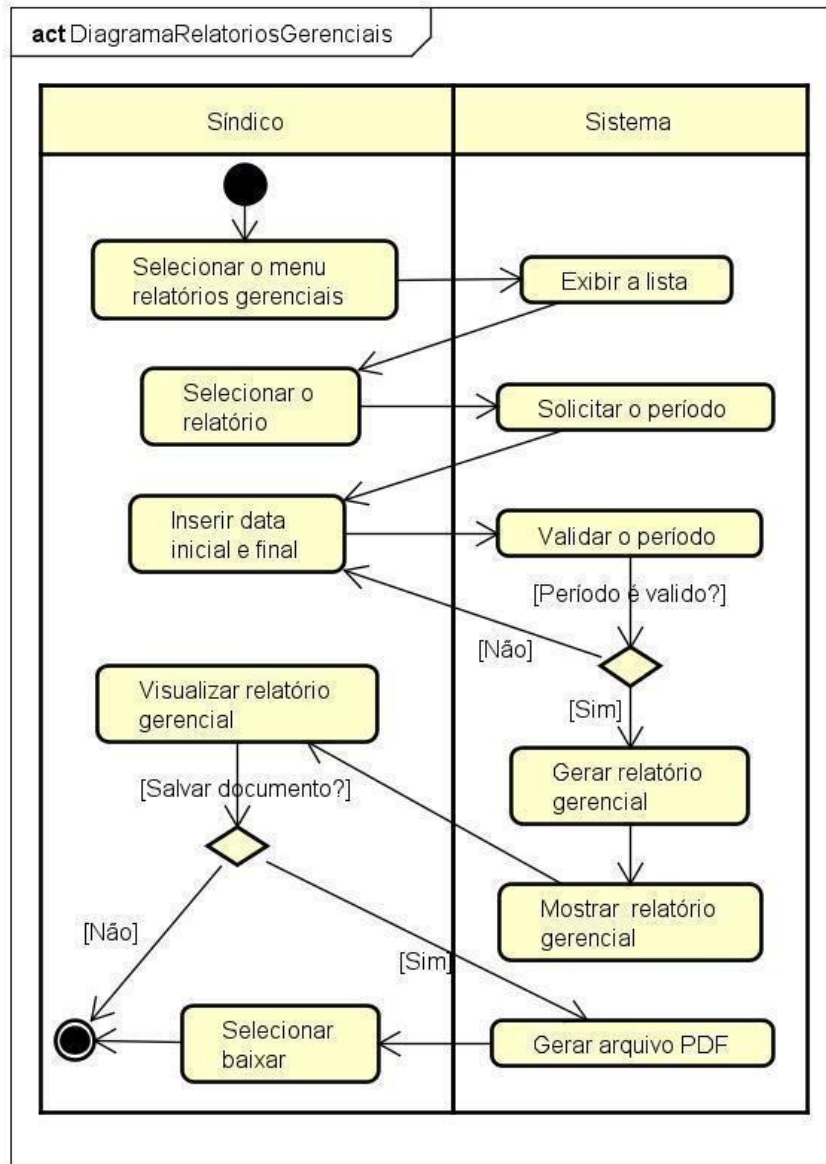 act DiagramaRelatoriosGerenciais
Síndico
Sistema
Selecionar o menu
relatórios gerenciais
Exibir a lista
Selecionar o
relatório
Solicitar o período
Inserir data
inicial e final
Validar o período
[Período é valido?]
[Não]
[Sim]
Visualizar relatório
gerencial
Gerar relatório
gerencial
[Salvar documento?]
Mostrar relatório
gerencial
[Não]
[Sim]
Selecionar
baixar
Gerar arquivo PDF